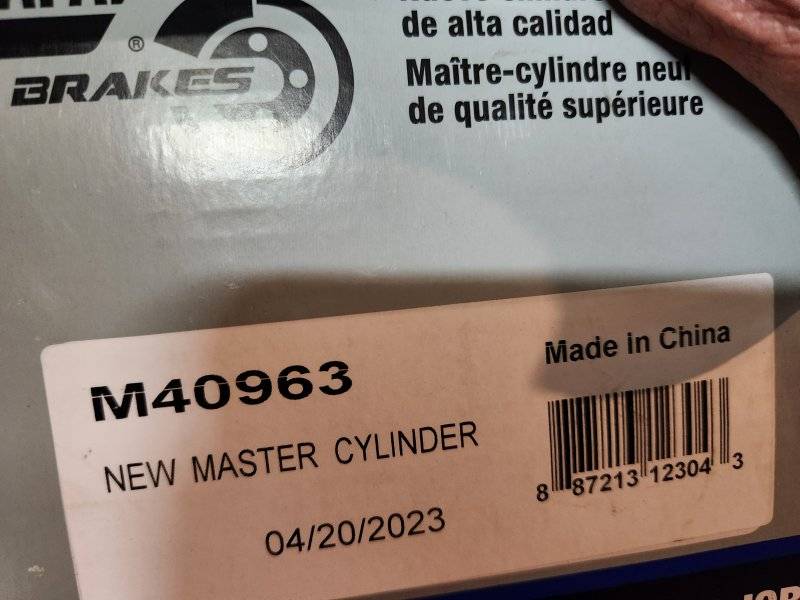 ®
BRAKES
de alta calidad
Maître-cylindre neuf
de qualité supérieure
Made in China
M40963
NEW MASTER CYLINDER
04/20/2023
8 87213 12304 3